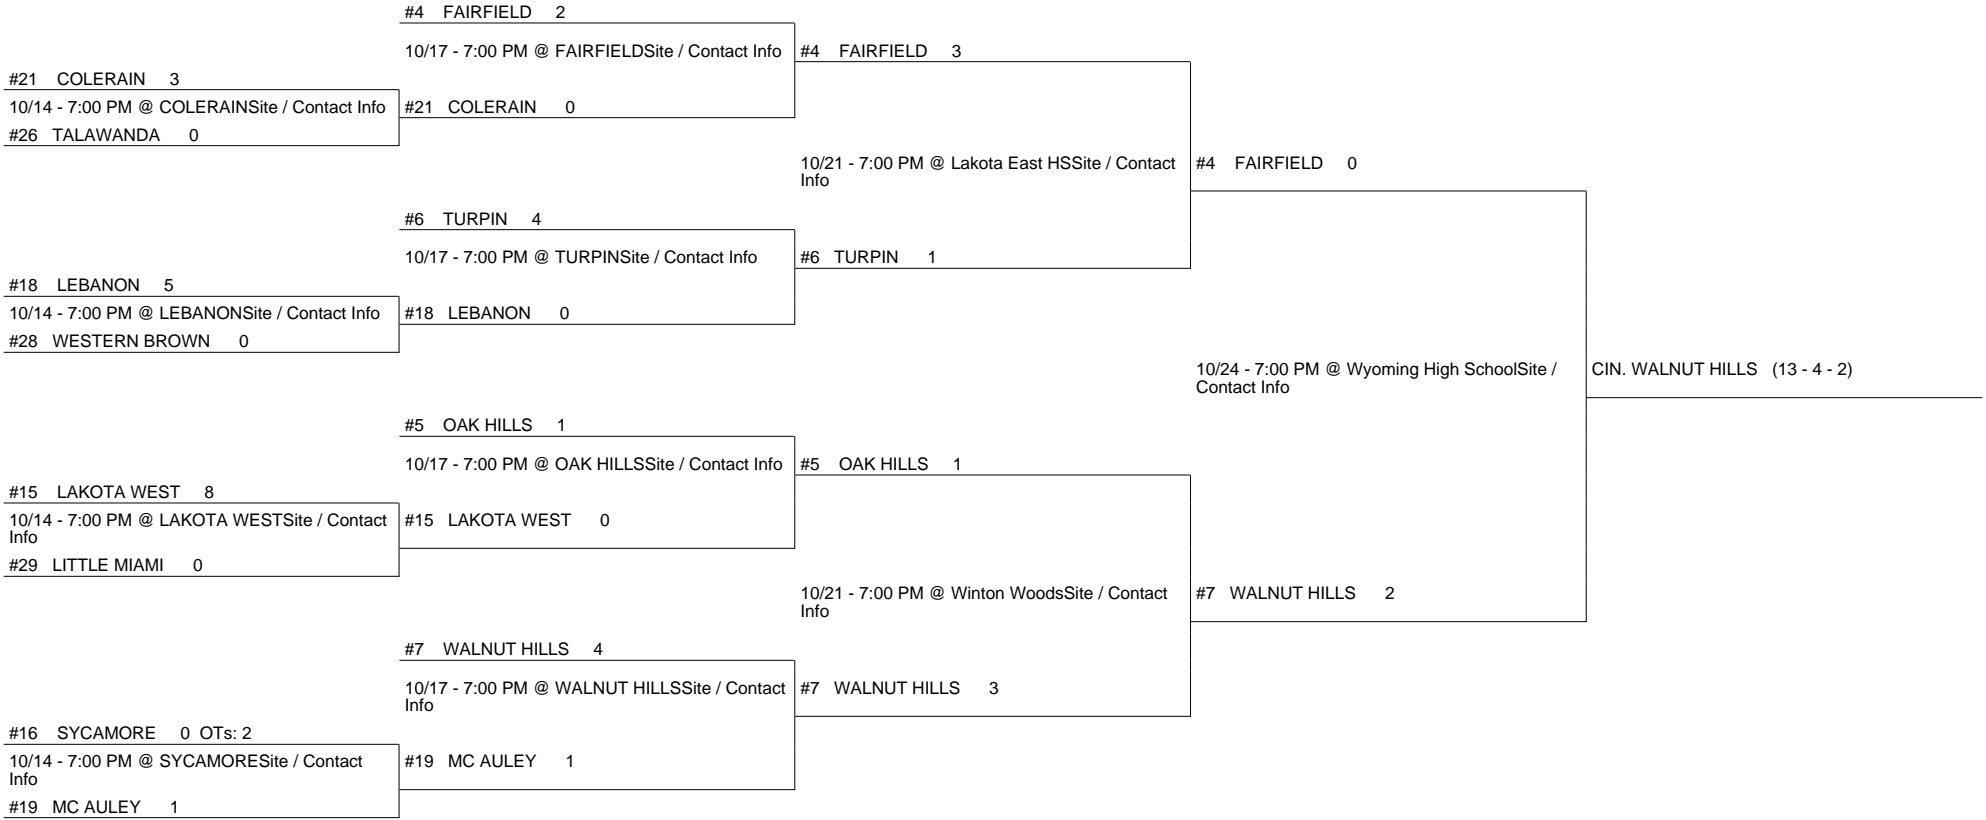 #4 FAIRFIELD 2
10/17 - 7:00 PM @ FAIRFIELDSite / Contact Info
#4 FAIRFIELD 3
#21 COLERAIN 3
10/14 - 7:00 PM @ COLERAINSite / Contact Info
#21 COLERAIN 0
#26 TALAWANDA 0
10/21 - 7:00 PM @ Lakota East HSSite / Contact
Info
#4 FAIRFIELD 0
#6 TURPIN 4
10/17 - 7:00 PM @ TURPINSite / Contact Info
#6 TURPIN 1
#18 LEBANON 5
10/14 - 7:00 PM @ LEBANONSite / Contact Info
#18 LEBANON 0
#28 WESTERN BROWN 0
10/24 - 7:00 PM @ Wyoming High SchoolSite /
Contact Info
CIN. WALNUT HILLS (13 - 4 - 2)
#5 OAK HILLS 1
10/17 - 7:00 PM @ OAK HILLSSite / Contact Info
#5 OAK HILLS 1
#15 LAKOTA WEST 8
10/14 - 7:00 PM @ LAKOTA WESTSite / Contact
Info
#15 LAKOTA WEST 0
#29 LITTLE MIAMI 0
10/21 - 7:00 PM @ Winton WoodsSite / Contact
Info
#7 WALNUT HILLS 2
#7 WALNUT HILLS 4
10/17 - 7:00 PM @ WALNUT HILLSSite / Contact
Info
#7 WALNUT HILLS 3
#16 SYCAMORE 0 OTs: 2
10/14 - 7:00 PM @ SYCAMORESite / Contact
Info
#19 MC AULEY 1
#19 MC AULEY 1